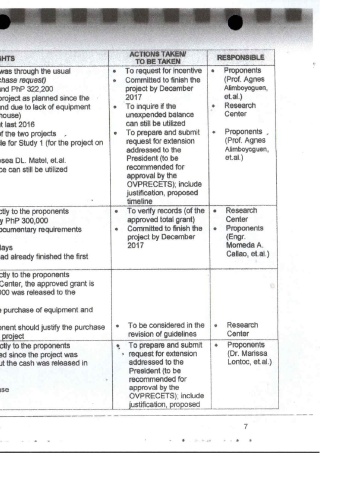 GHTS
ACTIONS TAKEN/
TO BE TAKEN
RESPONSIBLE
was through the usual
chase request)
und PhP 322,200
project as planned since the
und due to lack of equipment
house)
t last 2016
of the two projects
le for Study 1 (for the project on
esea DL. Matel, et.al.
ce can still be utilized
• To request for incentive
• Committed to finish the
project by December
2017
• To inquire if the
unexpended balance
can still be utilized
• To prepare and submit
request for extension
addressed to the
President (to be
recommended for
approval by the
OVPRECETS); include
justification, proposed
timeline
• Proponents
(Prof. Agnes
Alimboyoguen,
et.al.)
• Research
Center
• Proponents
(Prof. Agnes
Alimboyoguen,
et.al.)
ctly to the proponents
y PhP 300,000
ocumentary requirements
lays
ad already finished the first
• To verify records (of the
approved total grant)
• Committed to finish the
project by December
2017
• Research
Center
• Proponents
(Engr.
Momeda A.
Callao, et.al.)
ctly to the proponents
Center, the approved grant is
000 was released to the
e purchase of equipment and
nent should justify the purchase
project
• To be considered in the
revision of guidelines
• Research
Center
ctly to the proponents
ed since the project was
ut the cash was released in
ase
• To prepare and submit
request for extension
addressed to the
President (to be
recommended for
approval by the
OVPRECETS); include
justification, proposed
• Proponents
(Dr. Marissa
Lontoc, et.al.)
7